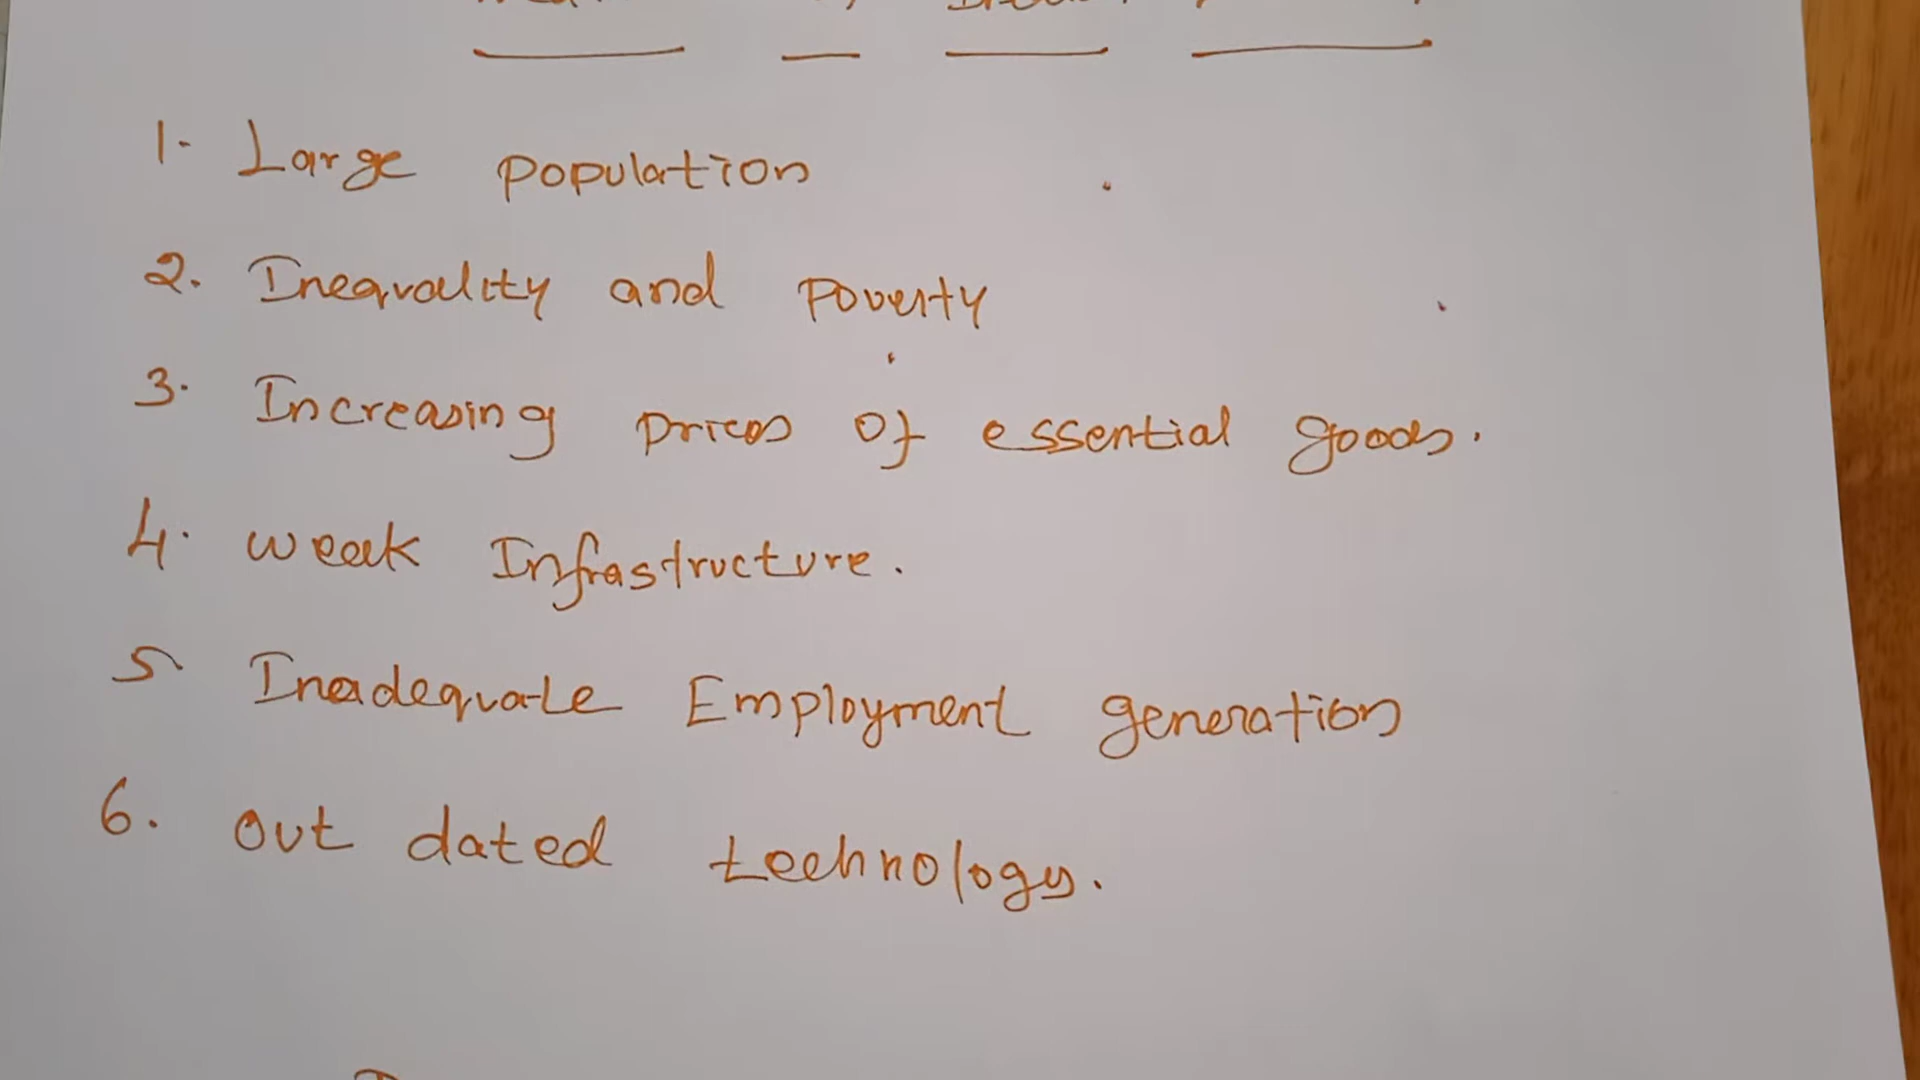 1. Large population
2. Inequality and Poverty
3. Increasing prices of essential goods.
4. weak Infrastructure.
5. Inadequate Employment generation
6. out dated technology.